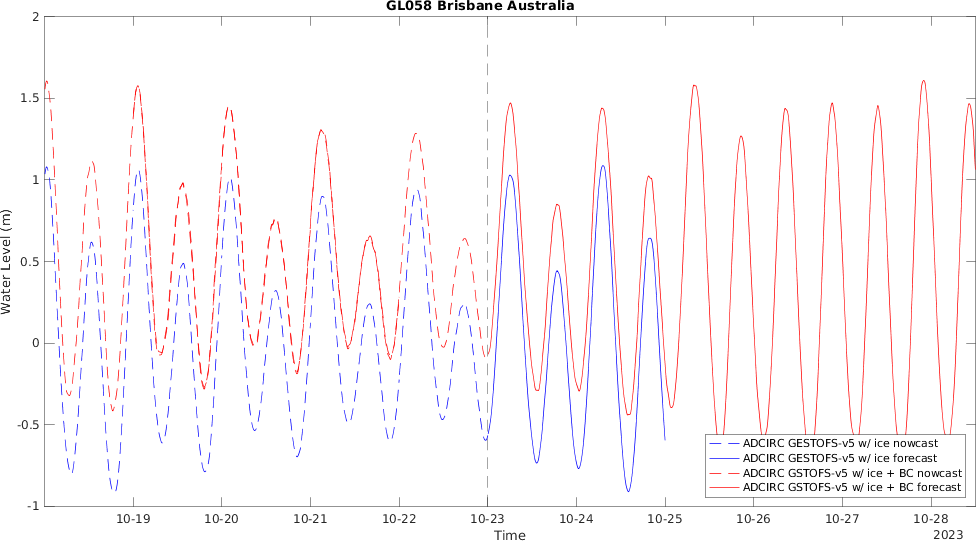 GL058 Brisbane Australia
2
1.5
1
0.5
0
-0.5
-1
Water Level (m)
10-19 10-20 10-21 10-22 10-23 10-24 10-25 10-26 10-27 10-28
Time
2023
ADCIRC GESTOFS-v5 w/ ice nowcast
ADCIRC GESTOFS-v5 w/ ice forecast
ADCIRC GSTOFS-v5 w/ ice + BC nowcast
ADCIRC GSTOFS-v5 w/ ice + BC forecast